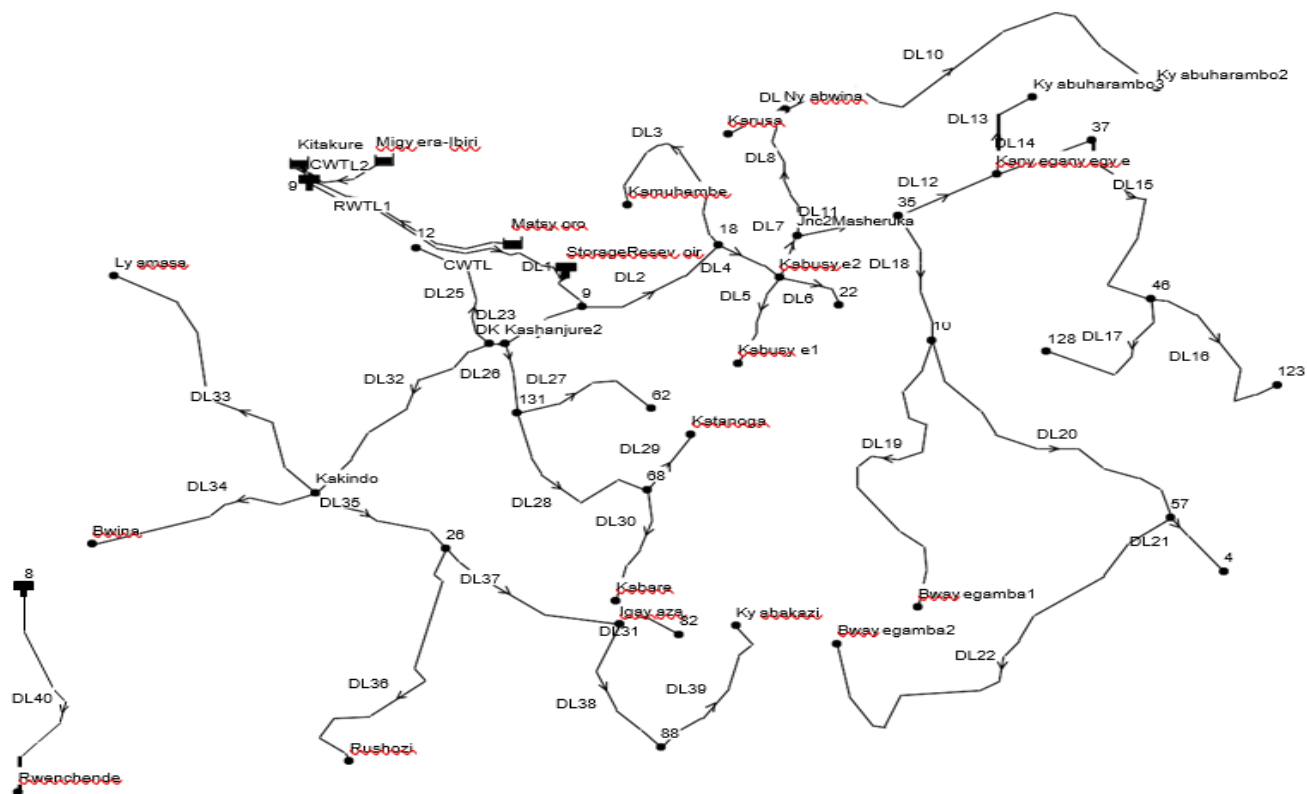 DL10
Ky abuharambo2
Ky abuharambo3
DL Ny abwina
Karusa
DL13
37
DL3
DL8
DL14
Kitakure
Migy era-Ibiri
CWTL2
9
Kany egany egy e
DL12
DL15
Kamuhambe
RWTL1
DL11
35
Jnc2Masheruka
DL7
Matsy oro
12
18
StorageResev oir
CWTL
DL1
DL2
DL4
Kabusy e2
DL18
Ly amasa
DL5
DL6
22
46
DL25
9
DL23
DK Kashanjure2
10
128
DL17
DL16
Kabusy e1
123
DL32
DL26
DL27
62
131
DL33
Katanoga
DL29
DL19
DL20
68
Kakindo
DL34
DL35
DL28
DL30
57
Bwina
26
DL21
4
8
DL37
Kabara
Bway egamba1
Igay aza
82
Ky abakazi
DL31
Bway egamba2
DL22
DL36
DL40
DL38
DL39
88
Rushozi
Rwenchende